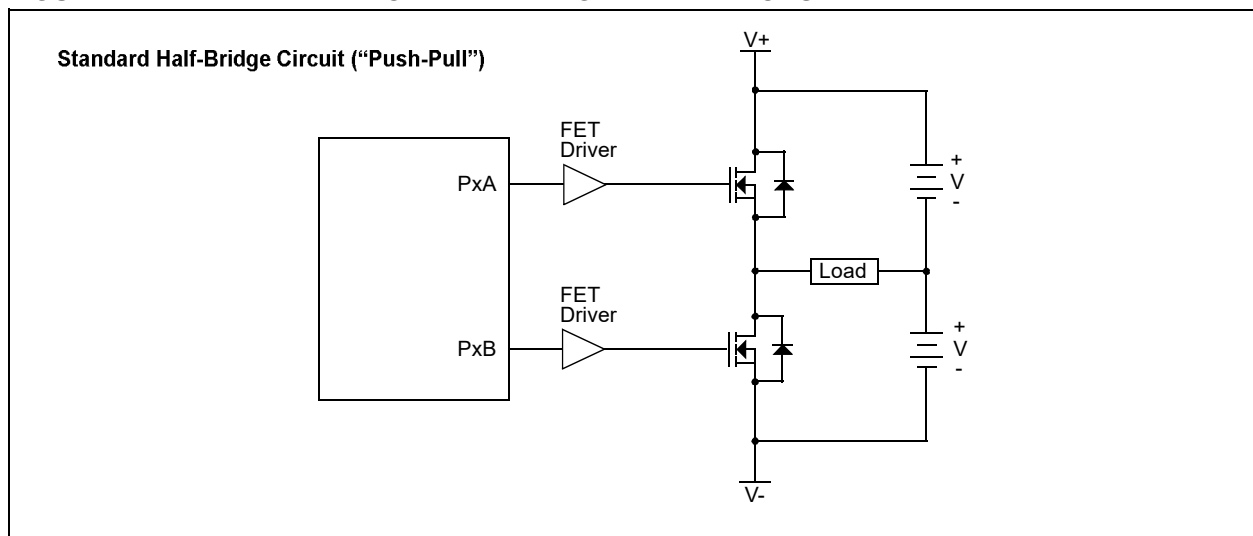 Standard Half-Bridge Circuit (“Push-Pull”)
V+
FET
Driver
PxA
+
V
-
Load
FET
Driver
PxB
+
V
-
V-